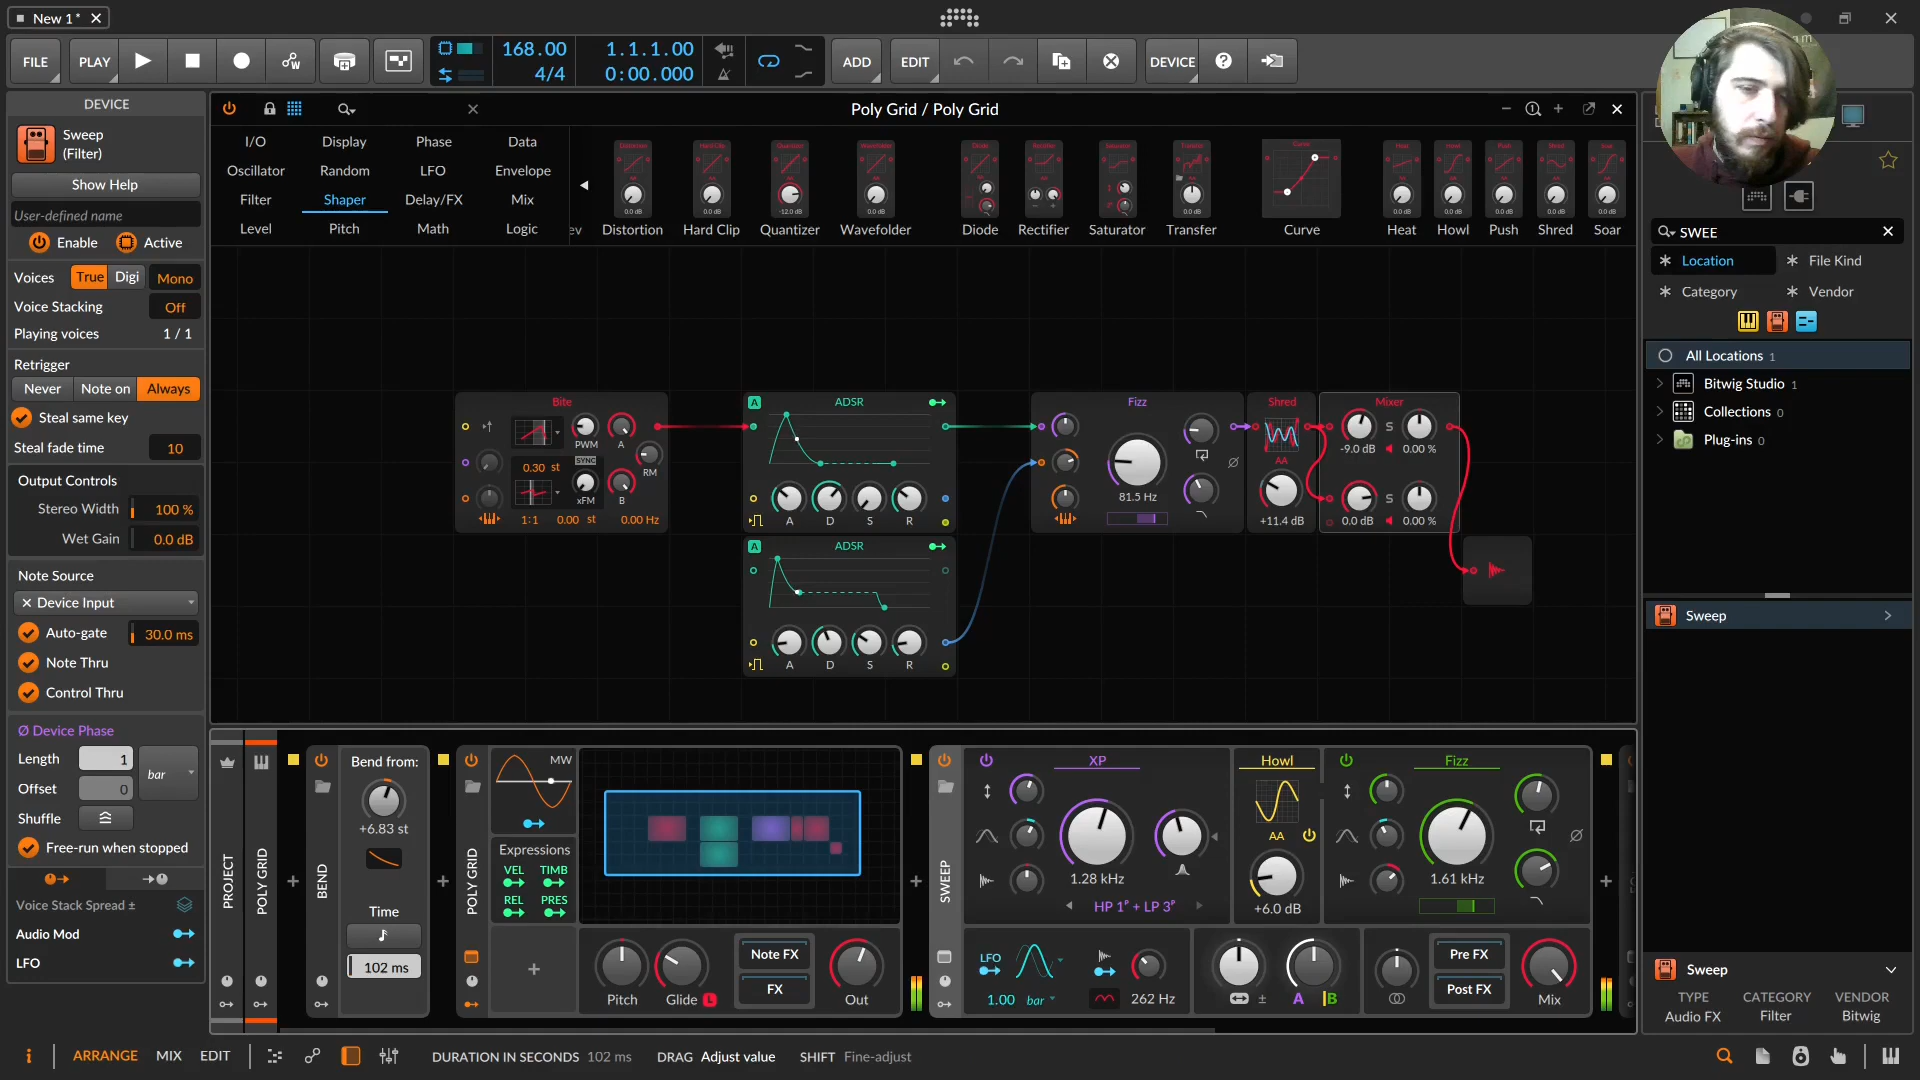 New 1 *
FILE
PLAY
168.00
4/4
1.1.1.00
0:00.000
ADD
EDIT
DEVICE
DEVICE
Sweep
(Filter)
Show Help
User-defined name
Enable
Active
Voices
True
Digi
Mono
Voice Stacking
Off
Playing voices
1 / 1
Retrigger
Never
Note on
Always
Steal same key
Steal fade time
10
Output Controls
Stereo Width
100 %
Wet Gain
0.0 dB
Note Source
Device Input
Auto-gate
30.0 ms
Note Thru
Control Thru
Ø Device Phase
Length
1
bar
Offset
0
Shuffle
Free-run when stopped
Voice Stack Spread ±
Audio Mod
LFO
Poly Grid / Poly Grid
I/O
Display
Phase
Data
Oscillator
Random
LFO
Envelope
Filter
Shaper
Delay/FX
Mix
Level
Pitch
Math
Logic
ev
Distortion
Hard Clip
Quantizer
Wavefolder
Diode
Rectifier
Saturator
Transfer
Curve
Heat
Howl
Push
Shred
Soar
Bite
PWM
A
SYNC
RM
0.30 st
xFM
B
1:1
0.00 st
0.00 Hz
A
ADSR
A
D
S
R
A
ADSR
A
D
S
R
Fizz
81.5 Hz
Shred
AA
+11.4 dB
Mixer
S
-9.0 dB
0.00 %
S
0.0 dB
0.00 %
SWEE
Location
File Kind
Category
Vendor
All Locations 1
Bitwig Studio 1
Collections 0
Plug-ins 0
Sweep
Sweep
TYPE
CATEGORY
VENDOR
Audio FX
Filter
Bitwig
PROJECT
POLY GRID
BEND
Bend from:
+6.83 st
Time
102 ms
POLY GRID
MW
Expressions
VEL
TIMB
REL
PRES
Pitch
Glide
L
Note FX
FX
Out
SWEEP
XP
1.28 kHz
HP 1ᴾ + LP 3ᴾ
Howl
AA
+6.0 dB
Fizz
1.61 kHz
LFO
1.00
bar
262 Hz
±
A
B
Pre FX
Post FX
Mix
i
ARRANGE
MIX
EDIT
DURATION IN SECONDS 102 ms
DRAG Adjust value
SHIFT Fine-adjust